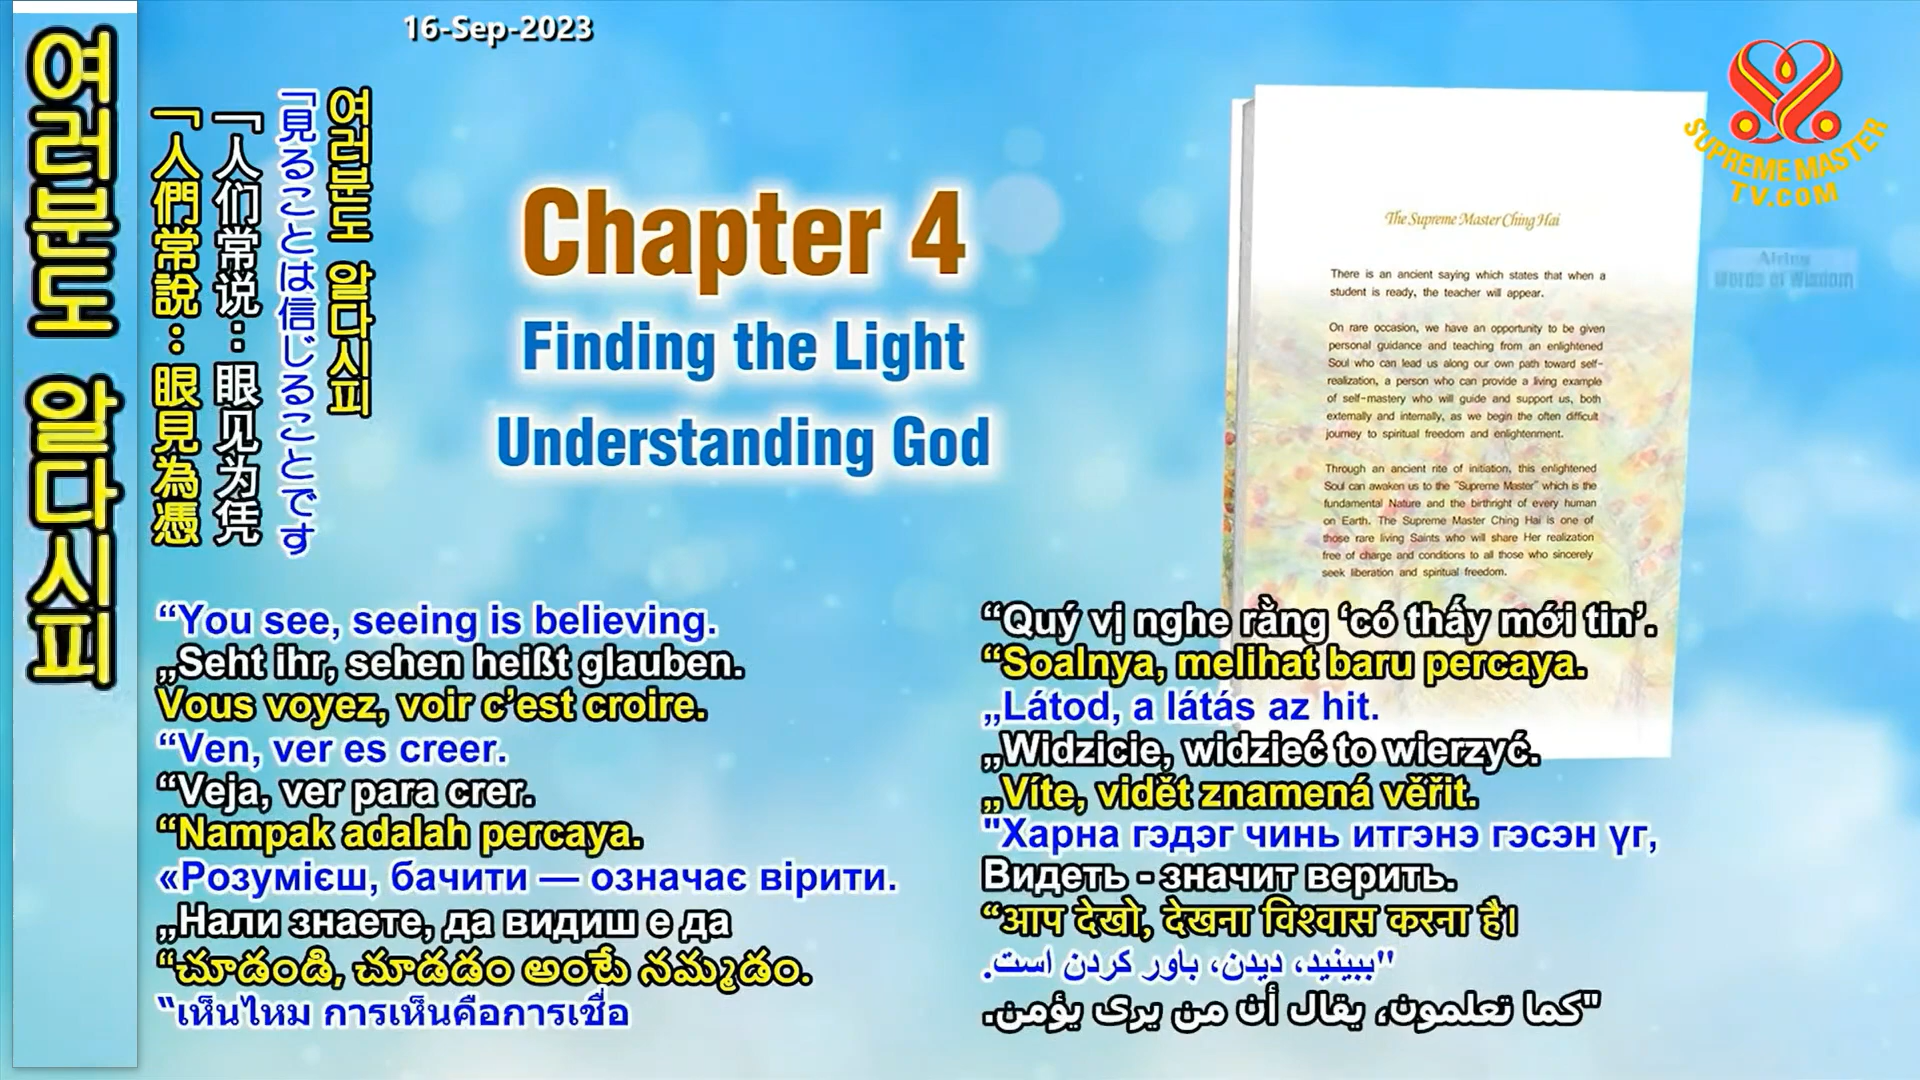 16-Sep-2023
여러분도 알다시피
여러분도 알다시피
「見ることは信じることです
「人们常说：眼见为凭
「人們常說：眼見為憑
Chapter 4
Finding the Light
Understanding God
SUPREME MASTER
TV.COM
Airing
Words of Wisdom
The Supreme Master Ching Hai
There is an ancient saying which states that when a
student is ready, the teacher will appear.
On rare occasion, we have an opportunity to be given
personal guidance and teaching from an enlightened
Soul who can lead us along our own path toward self-
realization, a person who can provide a living example
of self-mastery who will guide and support us, both
externally and internally, as we begin the often difficult
journey to spiritual freedom and enlightenment.
Through an ancient rite of initiation, this enlightened
Soul can awaken us to the "Supreme Master" which is the
fundamental Nature and the birthright of every human
on Earth. The Supreme Master Ching Hai is one of
those rare living Saints who will share Her realization
free of charge and conditions to all those who sincerely
seek liberation and spiritual freedom.
“You see, seeing is believing.
„Seht ihr, sehen heißt glauben.
Vous voyez, voir c’est croire.
“Ven, ver es creer.
“Veja, ver para crer.
“Nampak adalah percaya.
«Розумієш, бачити — означає вірити.
„Нали знаете, да видиш е да
“చూడండి, చూడడం అంటే నమ్మడం.
“เห็นไหม การเห็นคือการเชื่อ
“Quý vị nghe rằng ‘có thấy mới tin’.
“Soalnya, melihat baru percaya.
„Látod, a látás az hit.
„Widzicie, widzieć to wierzyć.
„Víte, vidět znamená věřit.
"Харна гэдэг чинь итгэнэ гэсэн үг,
Видеть - значит верить.
“आप देखो, देखना विश्वास करना है।
"ببینید، دیدن، باور کردن است.
"كما تعلمون، يقال أن من يرى يؤمن.